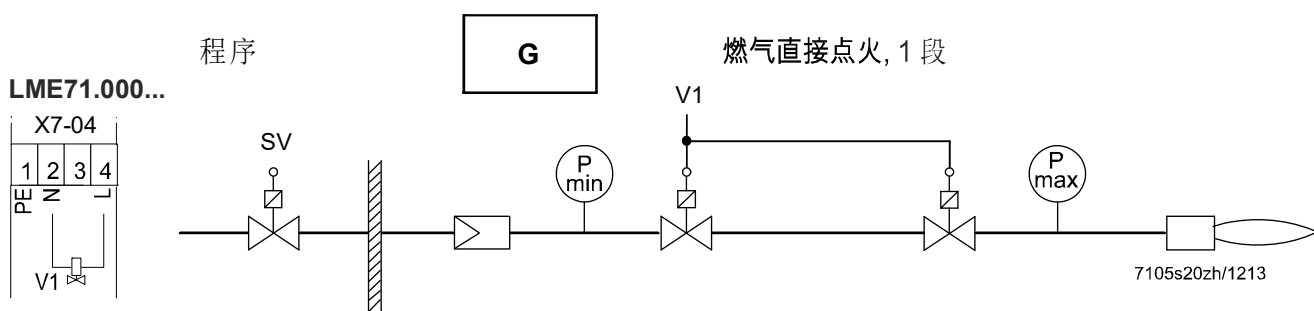 程序
G
燃气直接点火, 1 段
LME71.000...
X7-04
1 2 3 4
PE N L
V1
SV
P min
V1
P max
7105s20zh/1213